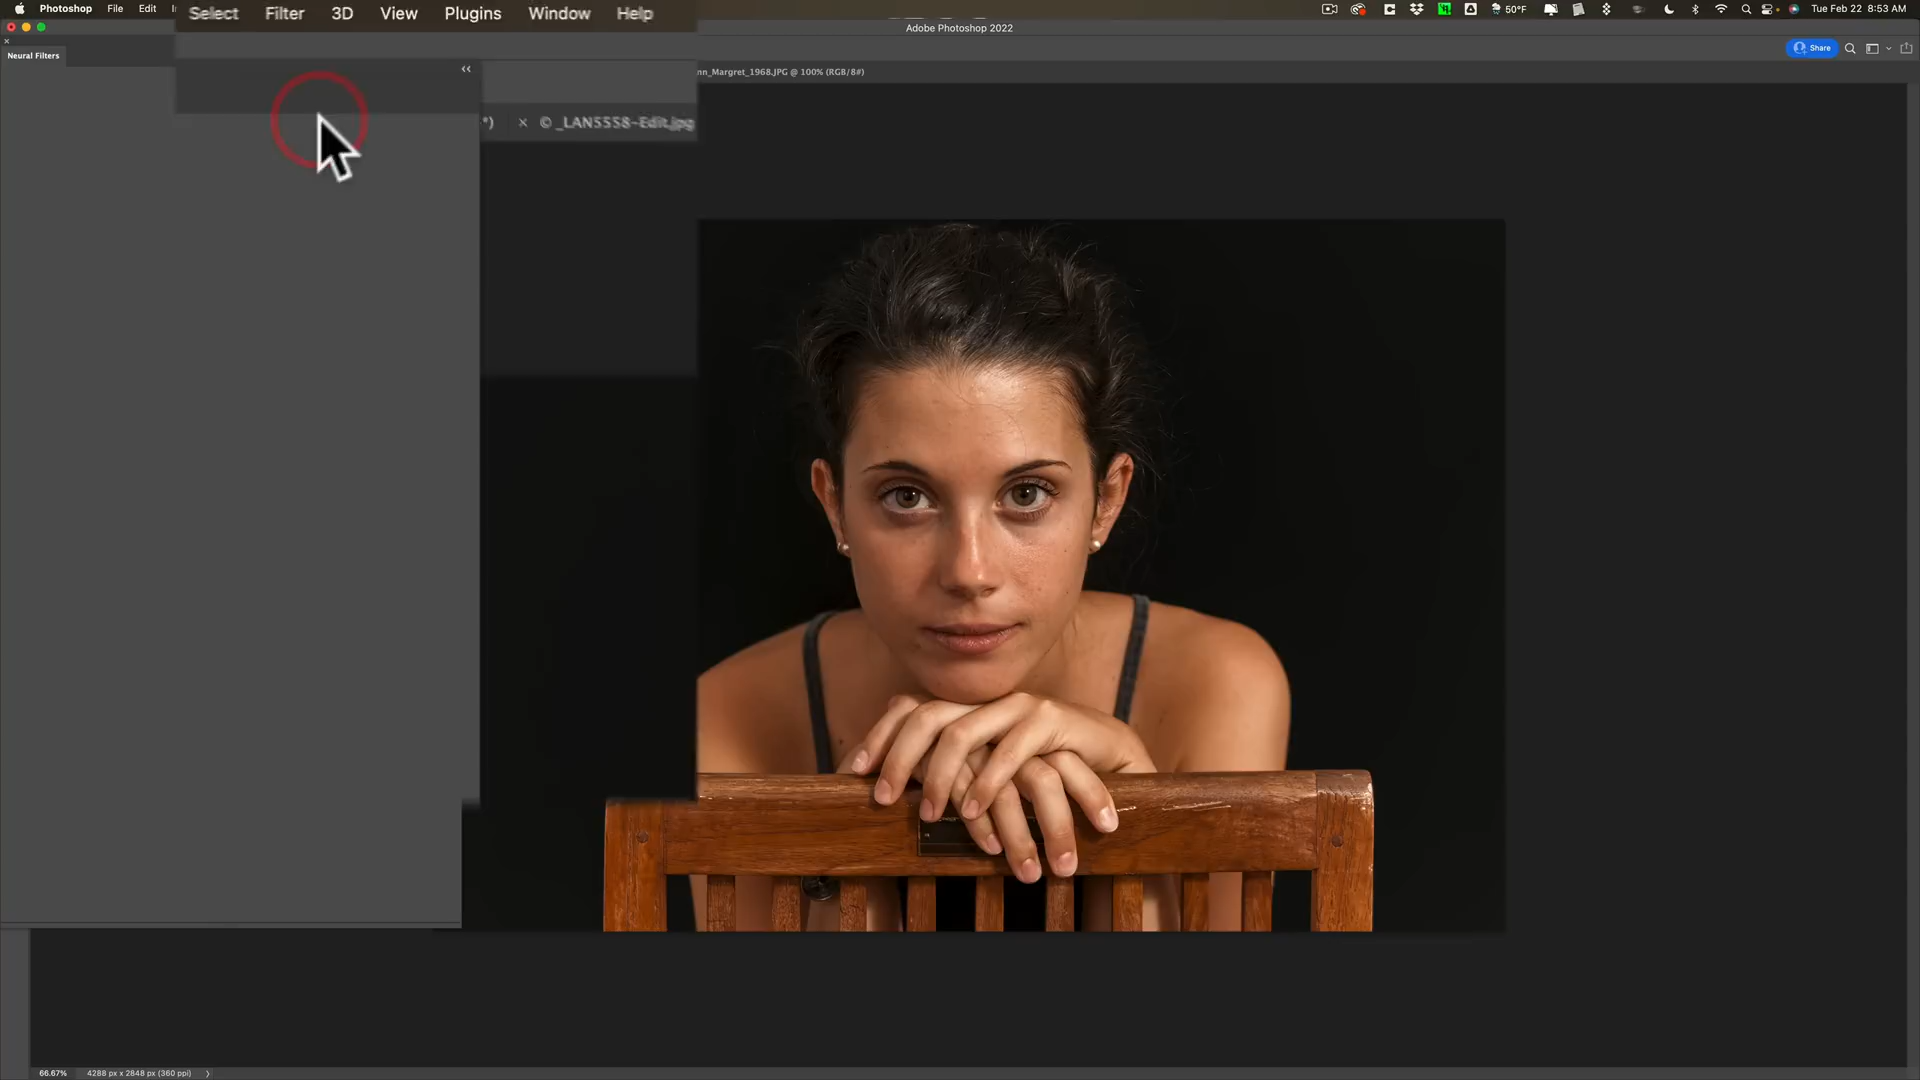 Photoshop File Edit Select Filter 3D View Plugins Window Help 50°F Tue Feb 22 8:53 AM
Adobe Photoshop 2022
Share
Neural Filters
nn_Margret_1968.JPG @ 100% (RGB/8#)
*) × © _LAN5558-Edit.jpg
66.67% 4288 px x 2848 px (360 ppi)